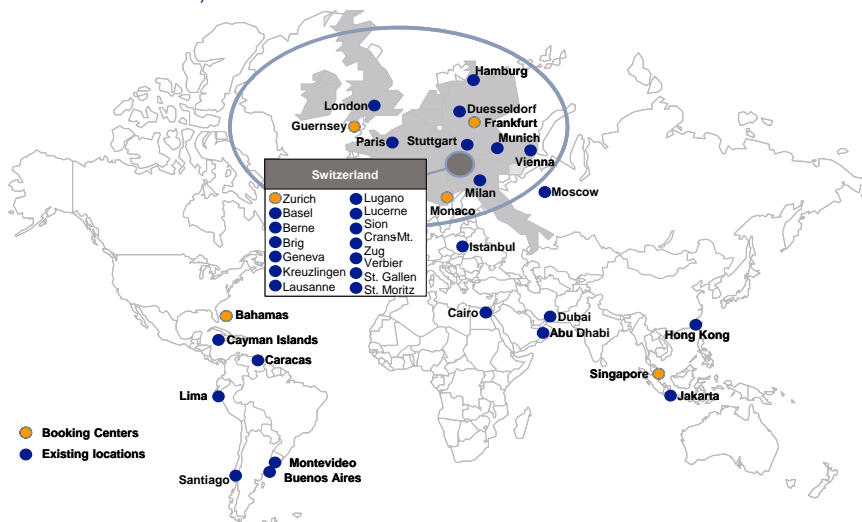 Hamburg
London
Duesseldorf
Guernsey
Frankfurt
Paris
Stuttgart
Munich
Vienna
Switzerland
Milan
Moscow
Monaco
Zurich
Basel
Berne
Brig
Geneva
Kreuzlingen
Lausanne
Lugano
Lucerne
Sion
Crans-Mt.
Zug
Verbier
St. Gallen
St. Moritz
Istanbul
Bahamas
Cairo
Dubai
Cayman Islands
Abu Dhabi
Hong Kong
Caracas
Singapore
Lima
Jakarta
Booking Centers
Existing locations
Montevideo
Santiago
Buenos Aires